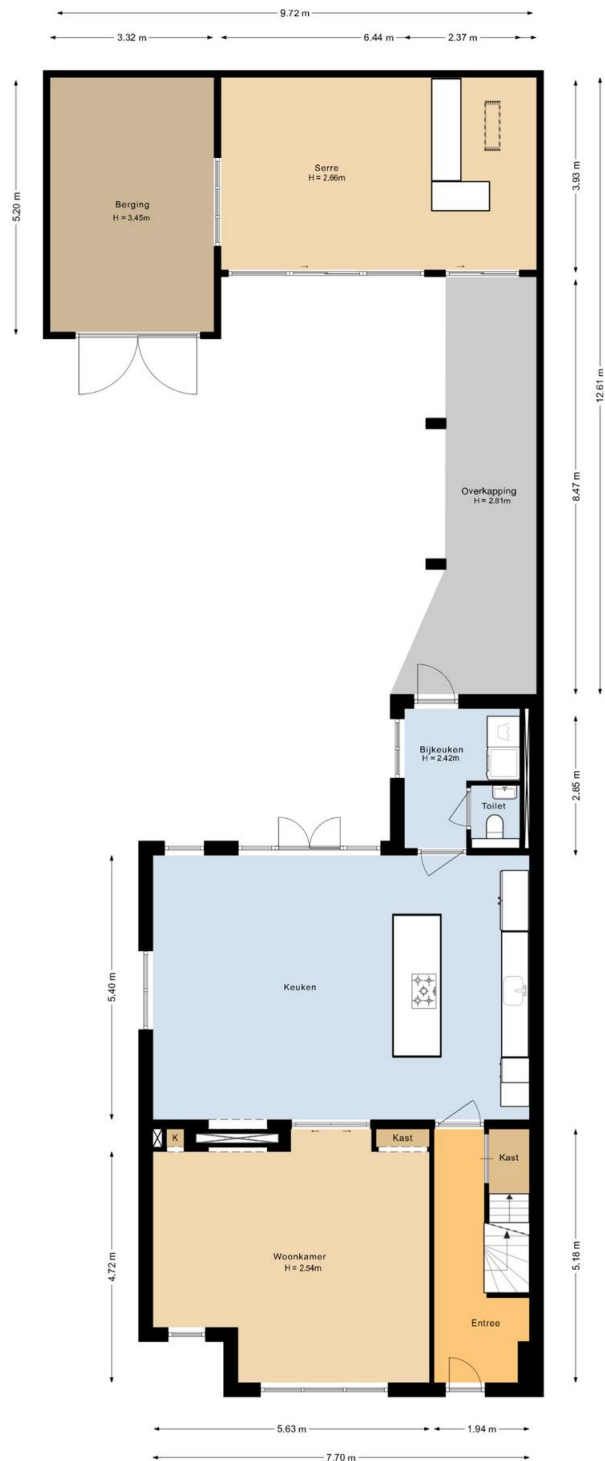 9.72 m
3.32 m
6.44 m
2.37 m
5.20 m
Berging
H = 3.45m
Serre
H = 2.66m
3.93 m
12.61 m
Overkapping
H = 2.81m
8.47 m
Bijkeuken
H = 2.42m
Toilet
2.85 m
5.40 m
Keuken
K
Kast
Kast
4.72 m
Woonkamer
H = 2.54m
Entree
5.18 m
5.63 m
1.94 m
7.70 m